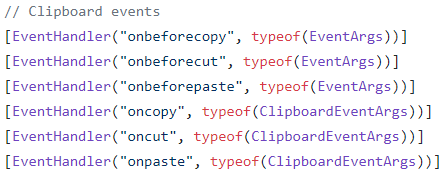 // Clipboard events
[EventHandler("onbeforecopy", typeof(EventArgs))]
[EventHandler("onbeforecut", typeof(EventArgs))]
[EventHandler("onbeforepaste", typeof(EventArgs))]
[EventHandler("oncopy", typeof(ClipboardEventArgs))]
[EventHandler("oncut", typeof(ClipboardEventArgs))]
[EventHandler("onpaste", typeof(ClipboardEventArgs))]